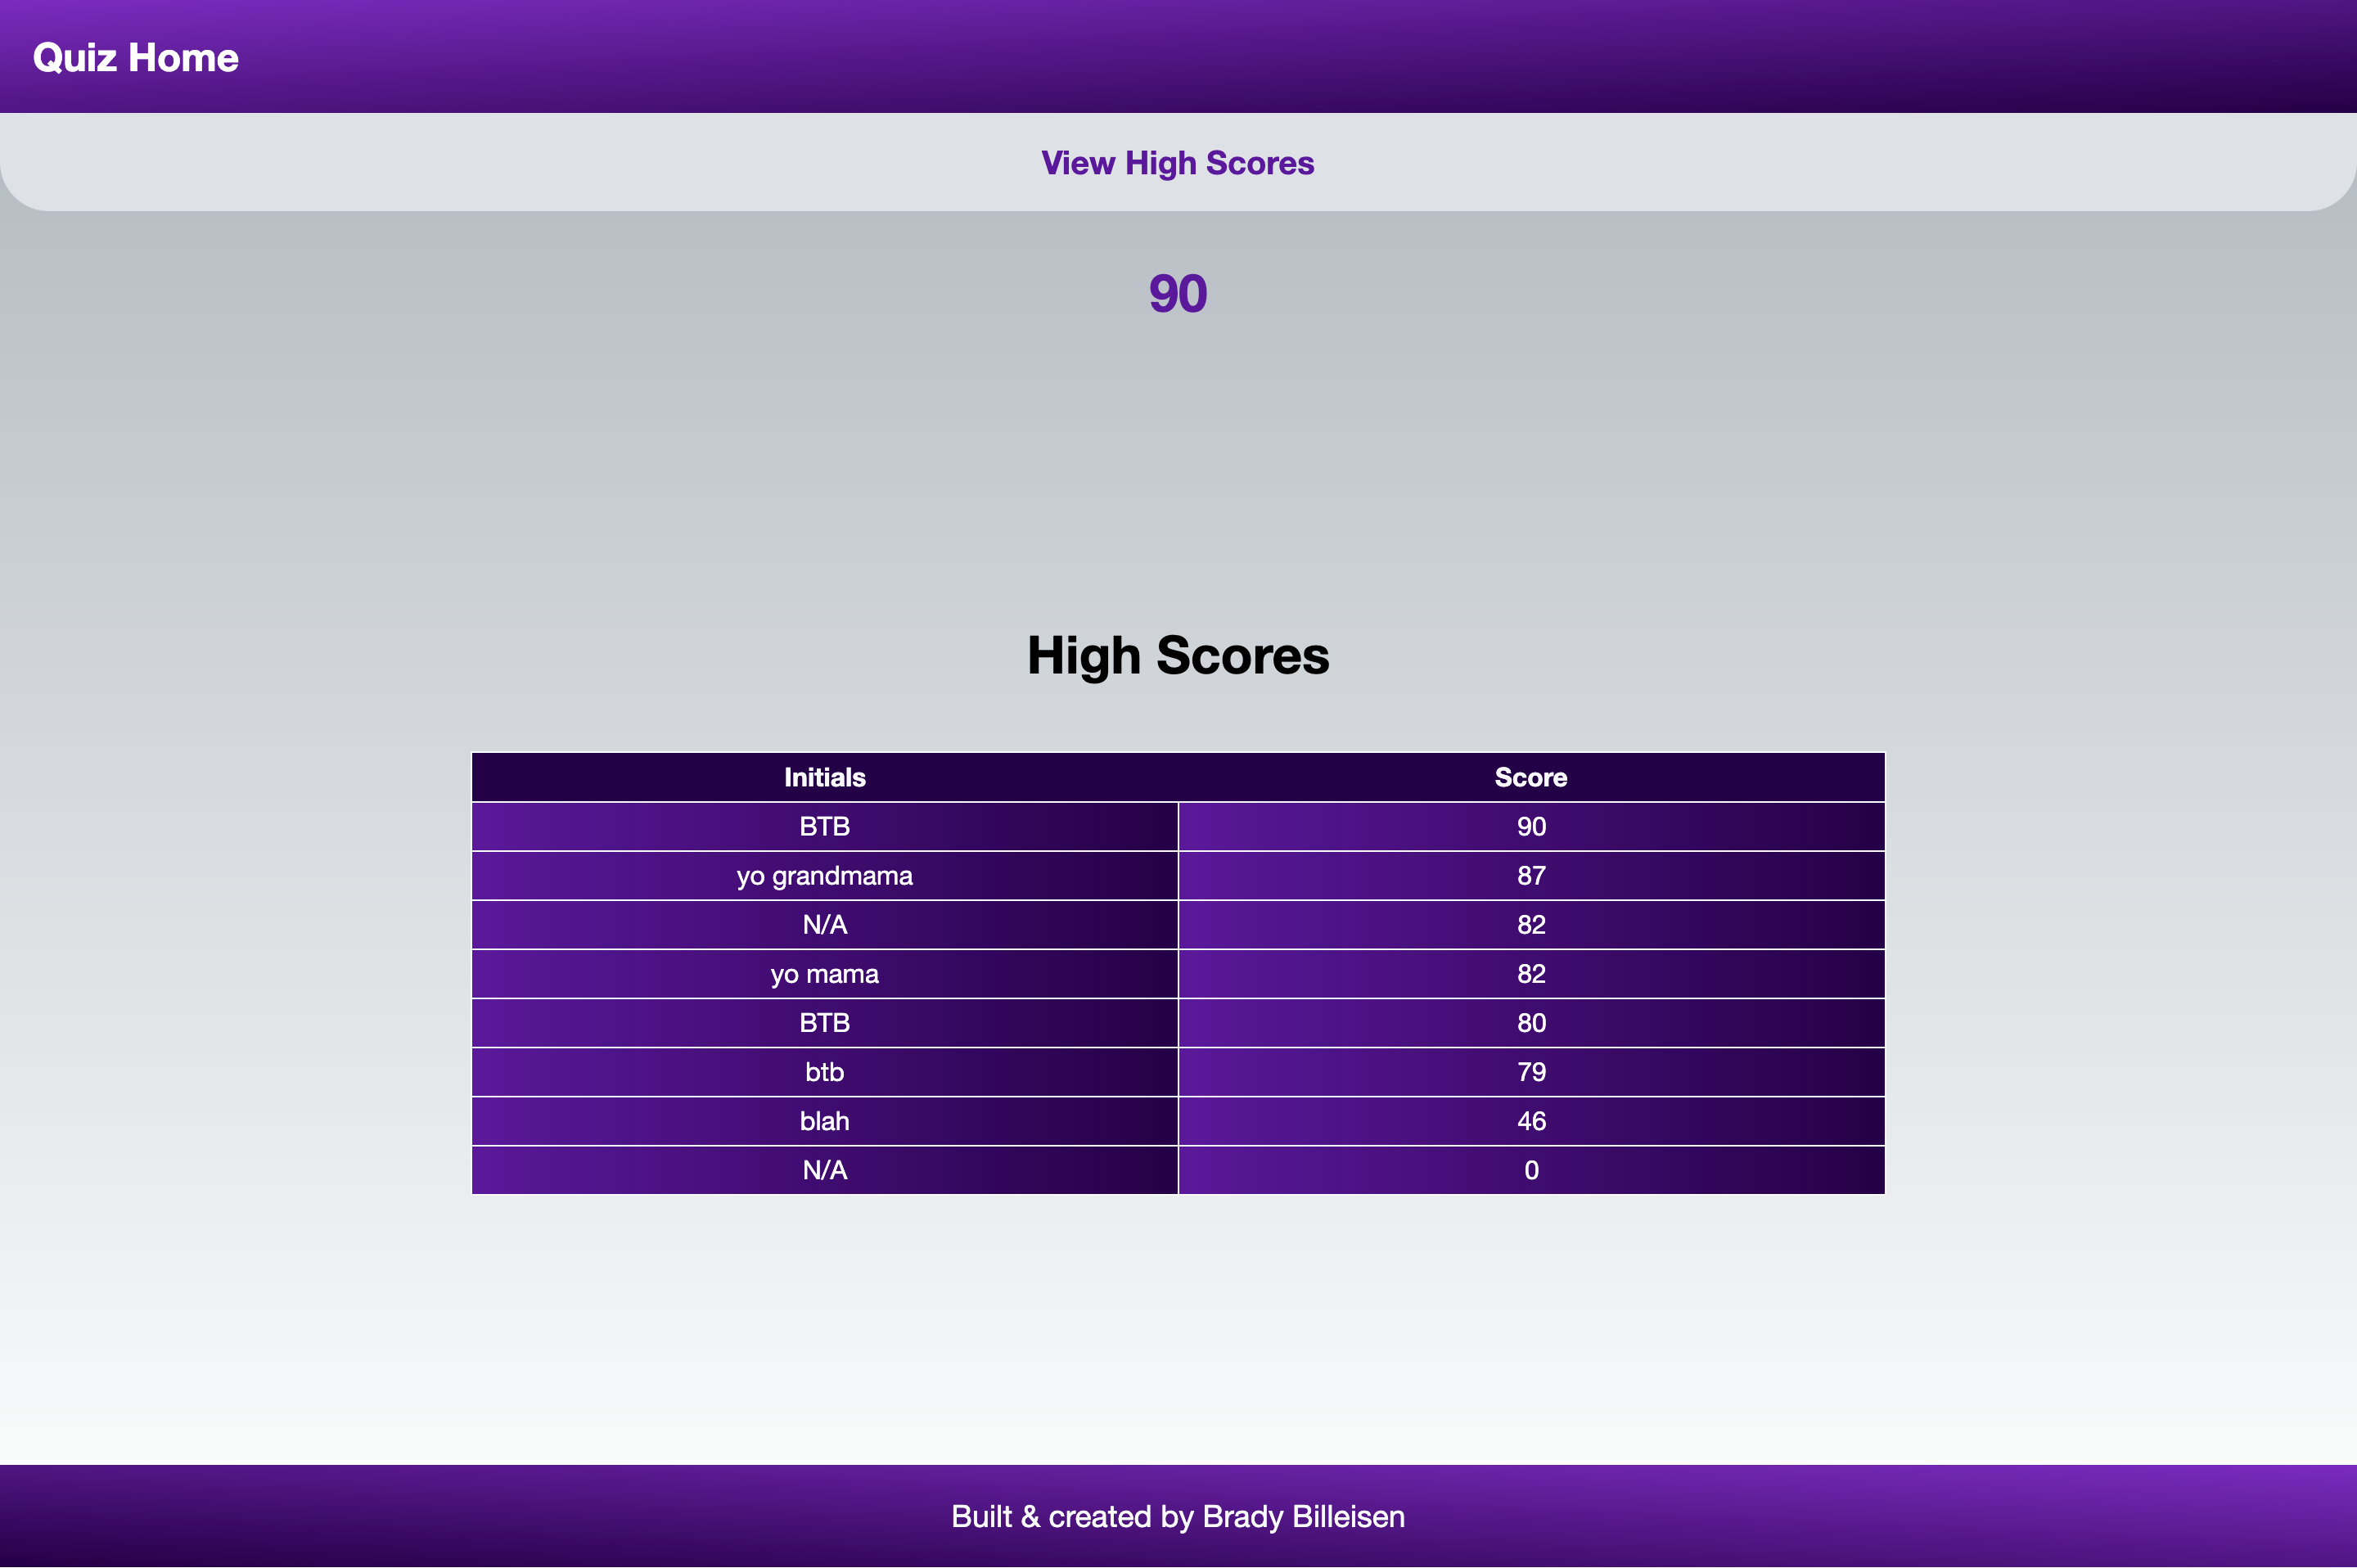 Quiz Home
View High Scores
90
High Scores
Initials Score
BTB 90
yo grandmama 87
N/A 82
yo mama 82
BTB 80
btb 79
blah 46
N/A 0
Built & created by Brady Billeisen